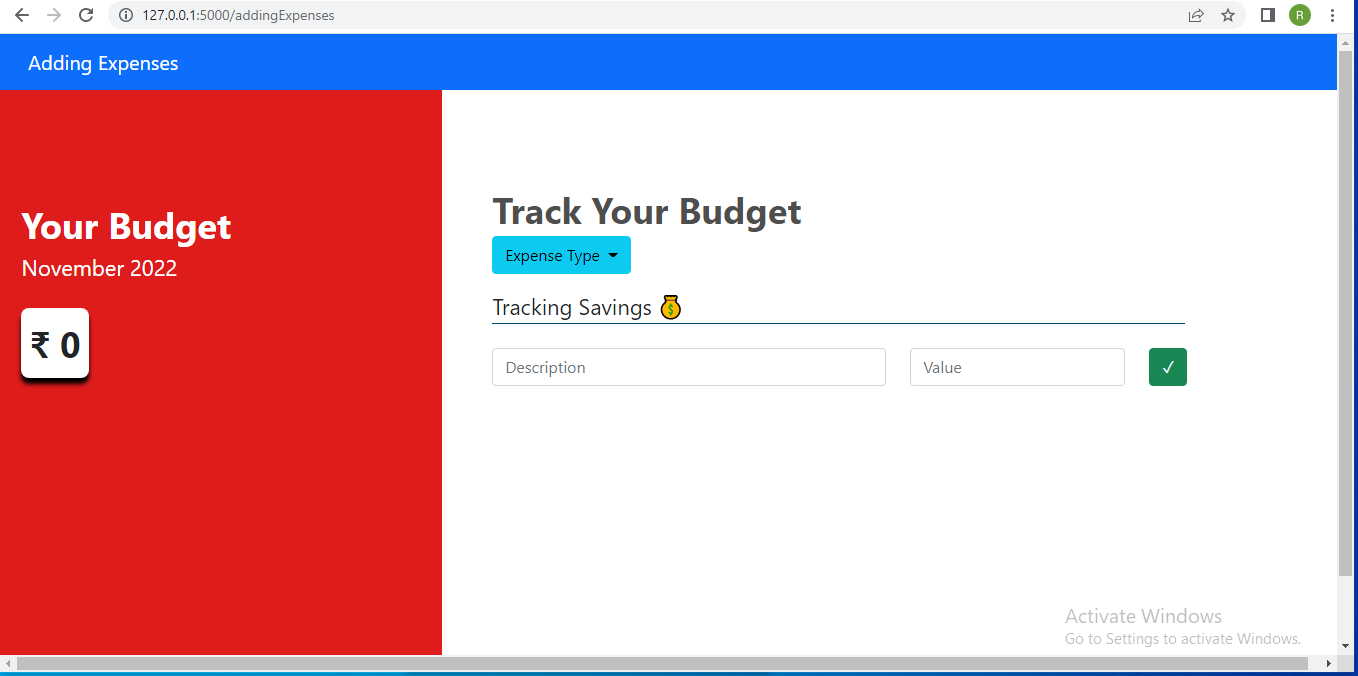 127.0.0.1:5000/addingExpenses
R
Adding Expenses
Your Budget
November 2022
₹ 0
Track Your Budget
Expense Type
Tracking Savings 💰
$
Description
Value
✓
Activate Windows
Go to Settings to activate Windows.